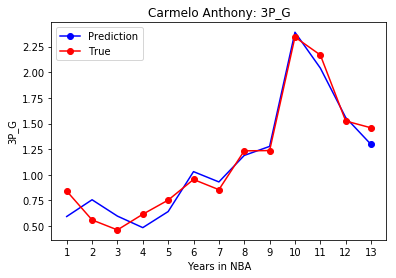 Carmelo Anthony: 3P_G
Prediction
True
3P_G
2.25
2.00
1.75
1.50
1.25
1.00
0.75
0.50
1 2 3 4 5 6 7 8 9 10 11 12 13
Years in NBA